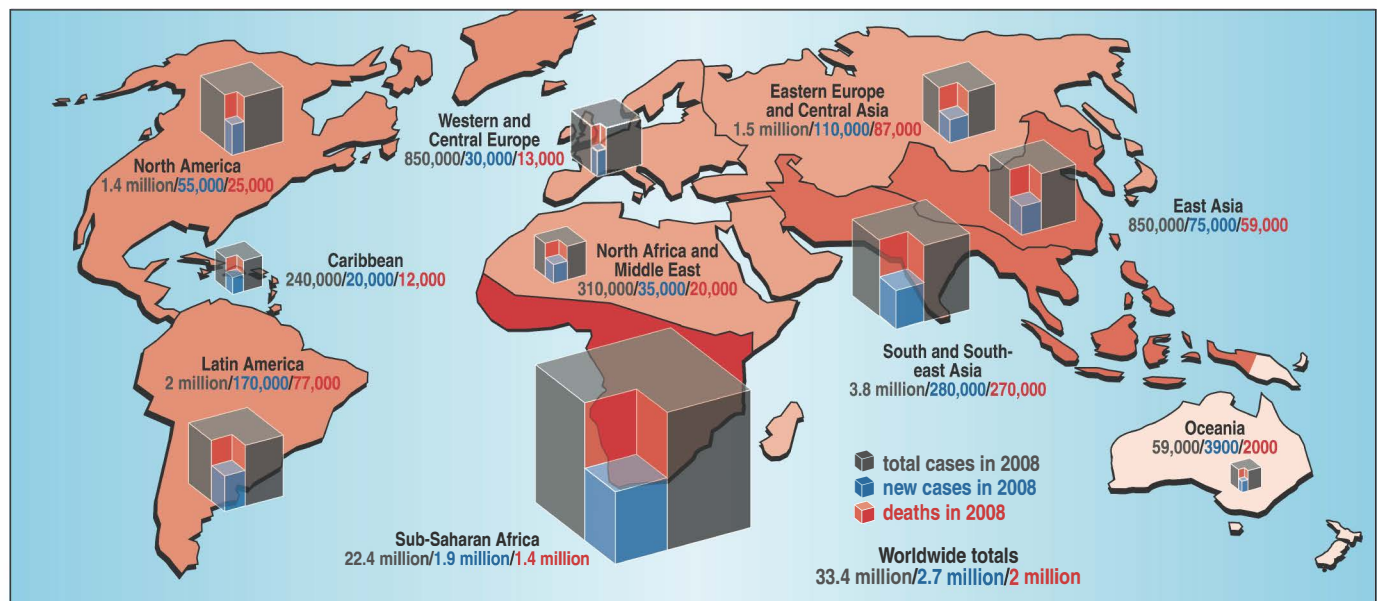 North America
1.4 million/55,000/25,000
Western and
Central Europe
850,000/30,000/13,000
Eastern Europe
and Central Asia
1.5 million/110,000/87,000
East Asia
850,000/75,000/59,000
Caribbean
240,000/20,000/12,000
North Africa and
Middle East
310,000/35,000/20,000
Latin America
2 million/170,000/77,000
South and South-
east Asia
3.8 million/280,000/270,000
Oceania
59,000/3900/2000
total cases in 2008
new cases in 2008
deaths in 2008
Sub-Saharan Africa
22.4 million/1.9 million/1.4 million
Worldwide totals
33.4 million/2.7 million/2 million